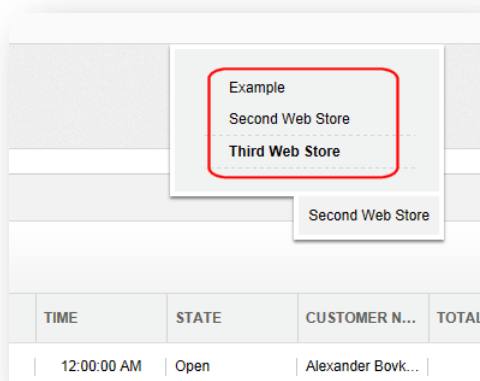 Example
Second Web Store
Third Web Store
Second Web Store
TIME STATE CUSTOMER N... TOTAL
12:00:00 AM Open Alexander Bovk...